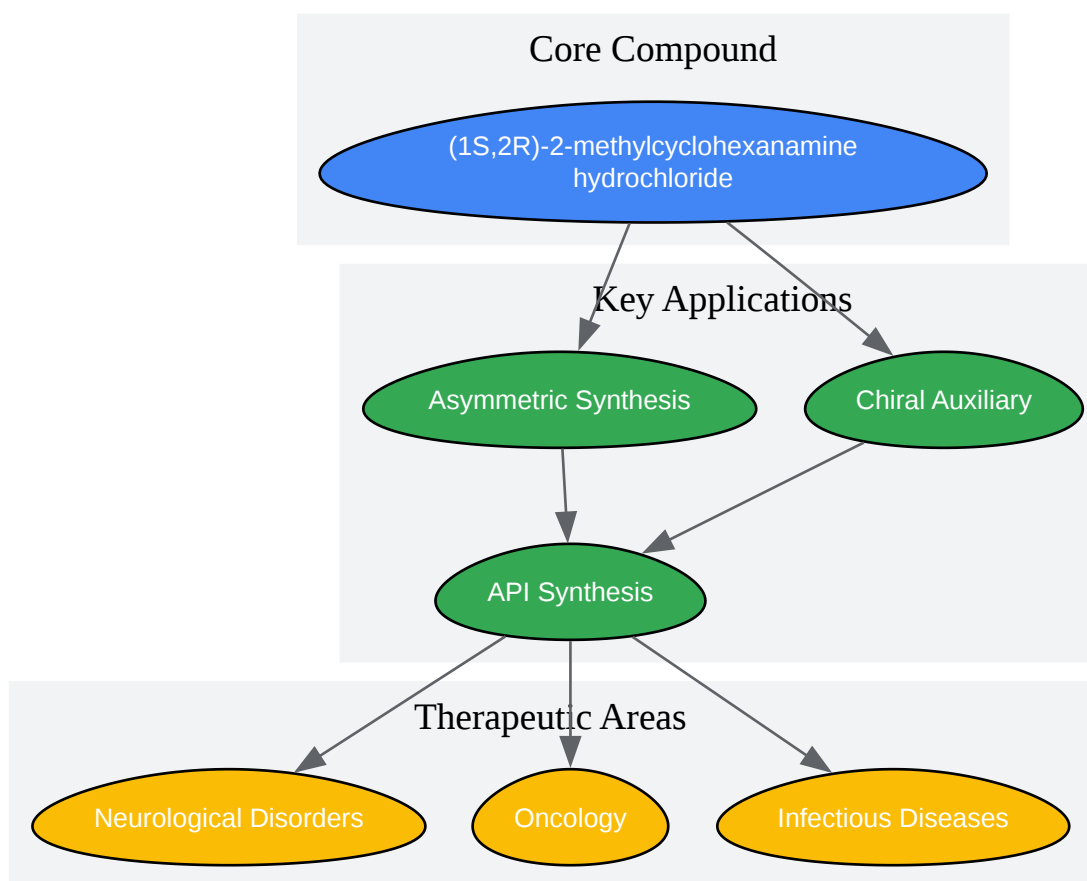 Core Compound
(1S,2R)-2-methylcyclohexanamine
hydrochloride
Key Applications
Asymmetric Synthesis
Chiral Auxiliary
API Synthesis
Therapeutic Areas
Neurological Disorders
Oncology
Infectious Diseases